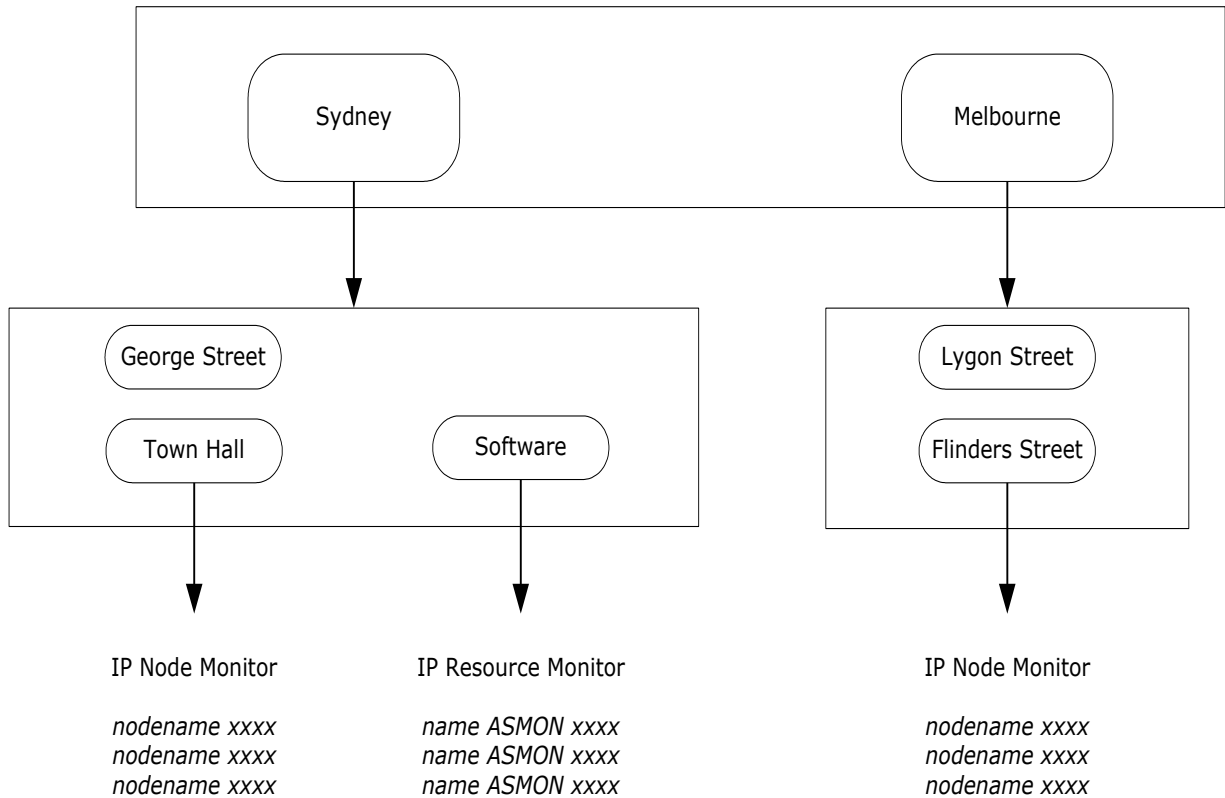 Sydney
Melbourne
George Street
Lygon Street
Town Hall
Software
Flinders Street
IP Node Monitor
IP Resource Monitor
IP Node Monitor
nodename xxxx
name ASMON xxxx
nodename xxxx
nodename xxxx
name ASMON xxxx
nodename xxxx
nodename xxxx
name ASMON xxxx
nodename xxxx